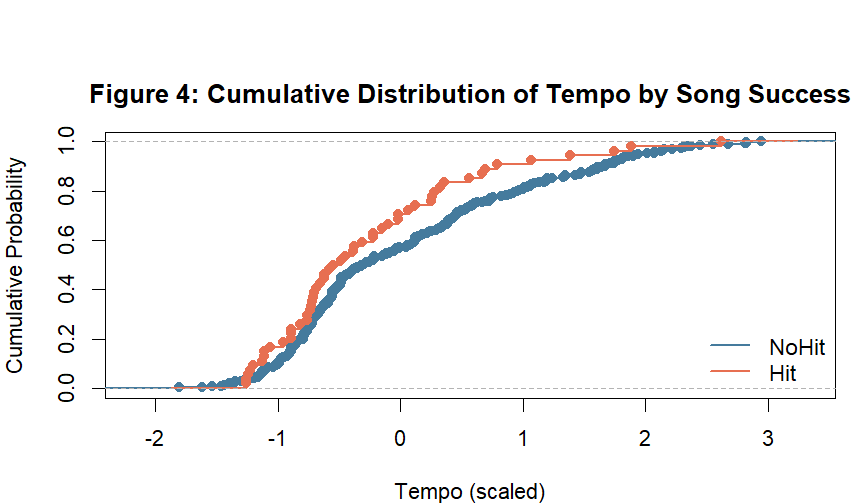 Figure 4: Cumulative Distribution of Tempo by Song Success
Cumulative Probability
1.0
0.8
0.6
0.4
0.2
0.0
NoHit
Hit
-2 -1 0 1 2 3
Tempo (scaled)